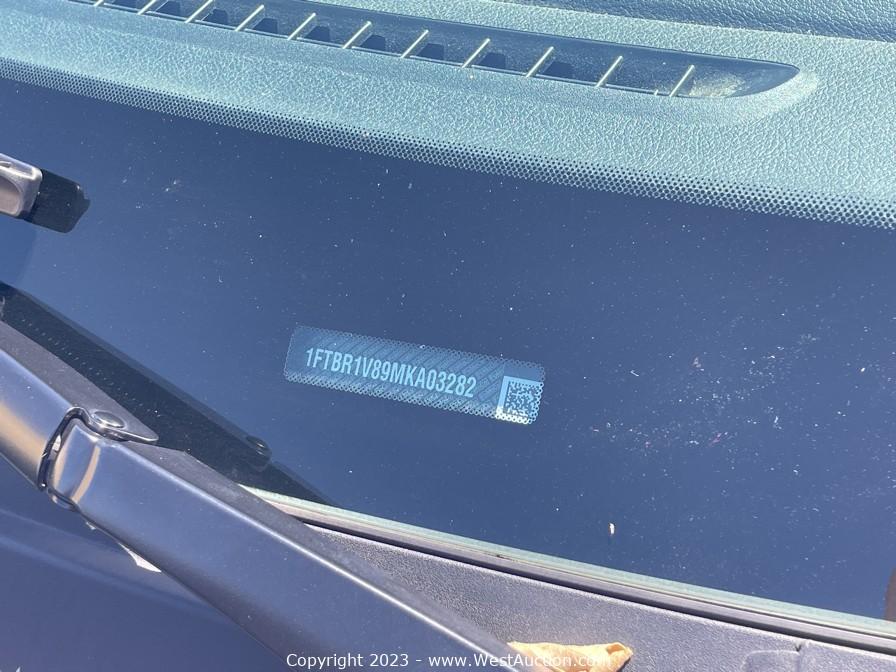 1FTBR1V89MKA03282
Copyright 2023 - www.WestAuction.com